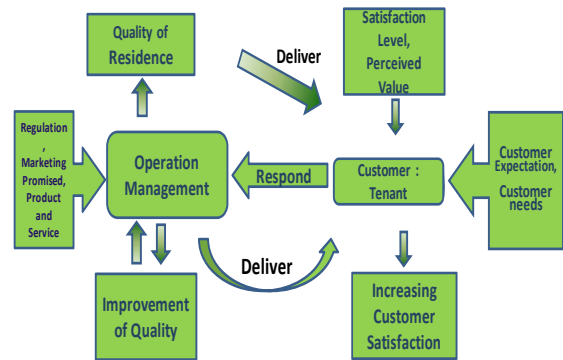 Quality of
Residence
Deliver
Satisfaction
Level,
Perceived
Value
Regulation
,
Marketing
Promised,
Product
and
Service
Operation
Management
Respond
Customer :
Tenant
Customer
Expectation,
Customer
needs
Improvement
of Quality
Deliver
Increasing
Customer
Satisfaction